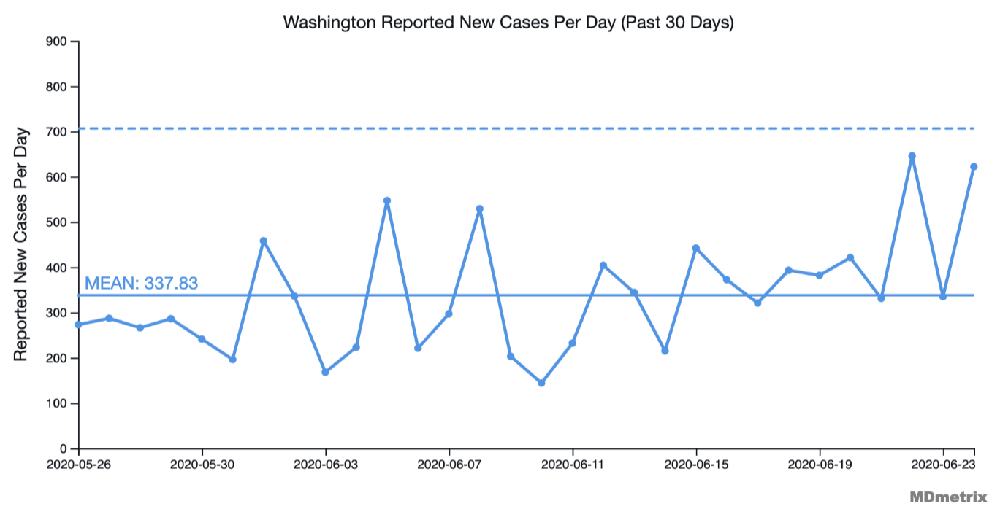 Washington Reported New Cases Per Day (Past 30 Days)
900
800
700
600
500
400
300
200
100
0
Reported New Cases Per Day
MEAN: 337.83
2020-05-26 2020-05-30 2020-06-03 2020-06-07 2020-06-11 2020-06-15 2020-06-19 2020-06-23
MDmetrix